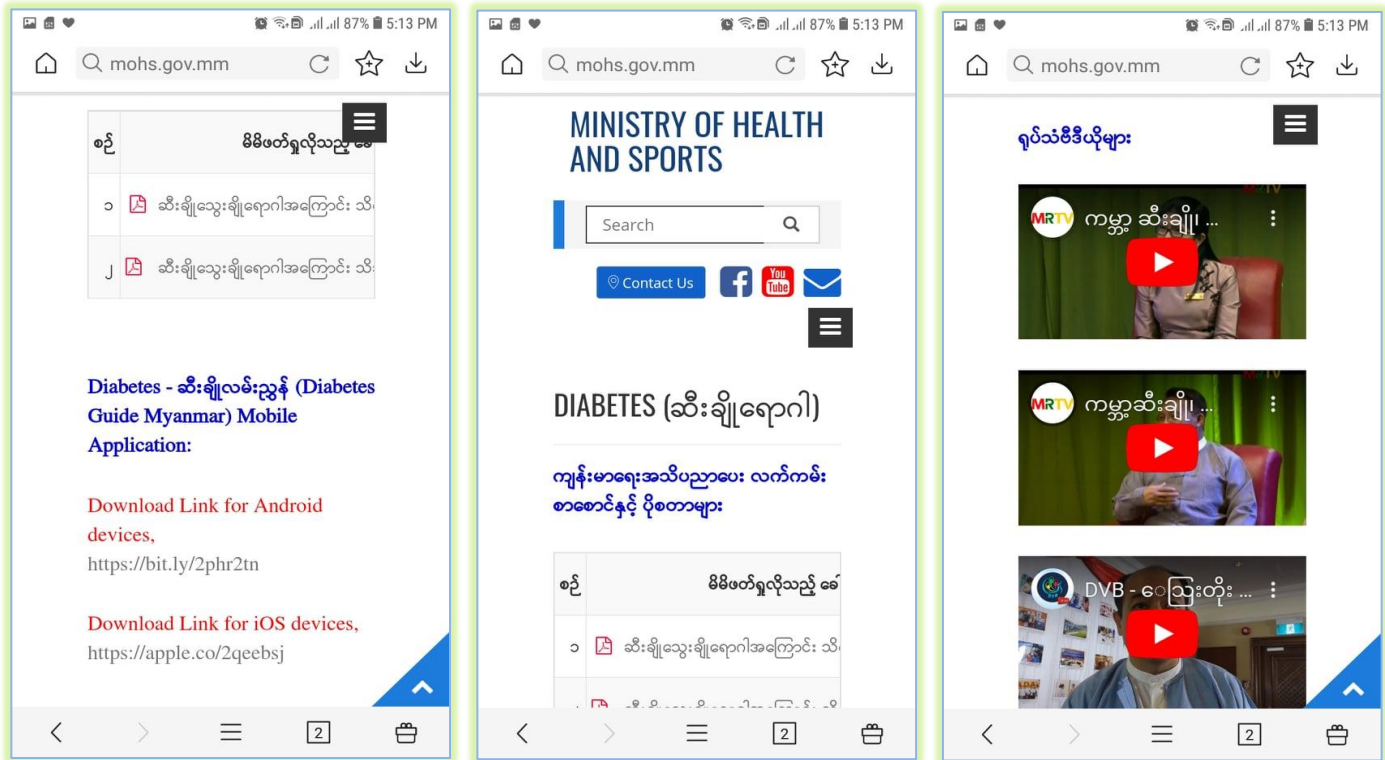 87% 5:13 PM
mohs.gov.mm
စဉ် မိမိဖတ်ရှုလိုသည့်
၁ ဆီးချိုသွေးချိုရောဂါအကြောင်း
၂ ဆီးချိုသွေးချိုရောဂါအကြောင်း
Diabetes - ဆီးချိုလမ်းညွှန် (Diabetes
Guide Myanmar) Mobile
Application:
Download Link for Android
devices,
https://bit.ly/2phr2tn
Download Link for iOS devices,
https://apple.co/2qeebsj
2
87% 5:13 PM
mohs.gov.mm
MINISTRY OF HEALTH
AND SPORTS
Search
Contact Us You Tube
DIABETES (ဆီးချိုရောဂါ)
ကျန်းမာရေးအသိပညာပေး လက်ကမ်း
စာစောင်နှင့် ပိုစတာများ
စဉ် မိမိဖတ်ရှုလိုသည့်
၁ ဆီးချိုသွေးချိုရောဂါအကြောင်း
2
87% 5:13 PM
mohs.gov.mm
ရုပ်သံဗီဒီယိုများ
MRTV ကမ္ဘာ့ ဆီးချို၊ ...
MRTV ကမ္ဘာ့ဆီးချို၊ ...
DVB - ေသြးတိုး ...
2